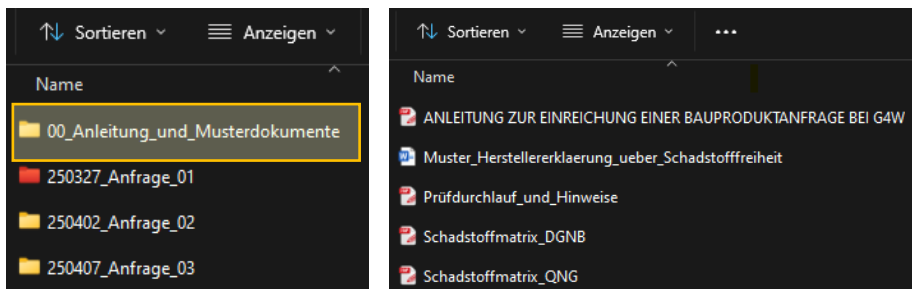 Sortieren Anzeigen
Name
00_Anleitung_und_Musterdokumente
250327_Anfrage_01
250402_Anfrage_02
250407_Anfrage_03
Sortieren Anzeigen ...
Name
ANLEITUNG ZUR EINREICHUNG EINER BAUPRODUKTANFRAGE BEI G4W
Muster_Herstellererklaerung_ueber_Schadstofffreiheit
Prüfdurchlauf_und_Hinweise
Schadstoffmatrix_DGNB
Schadstoffmatrix_QNG